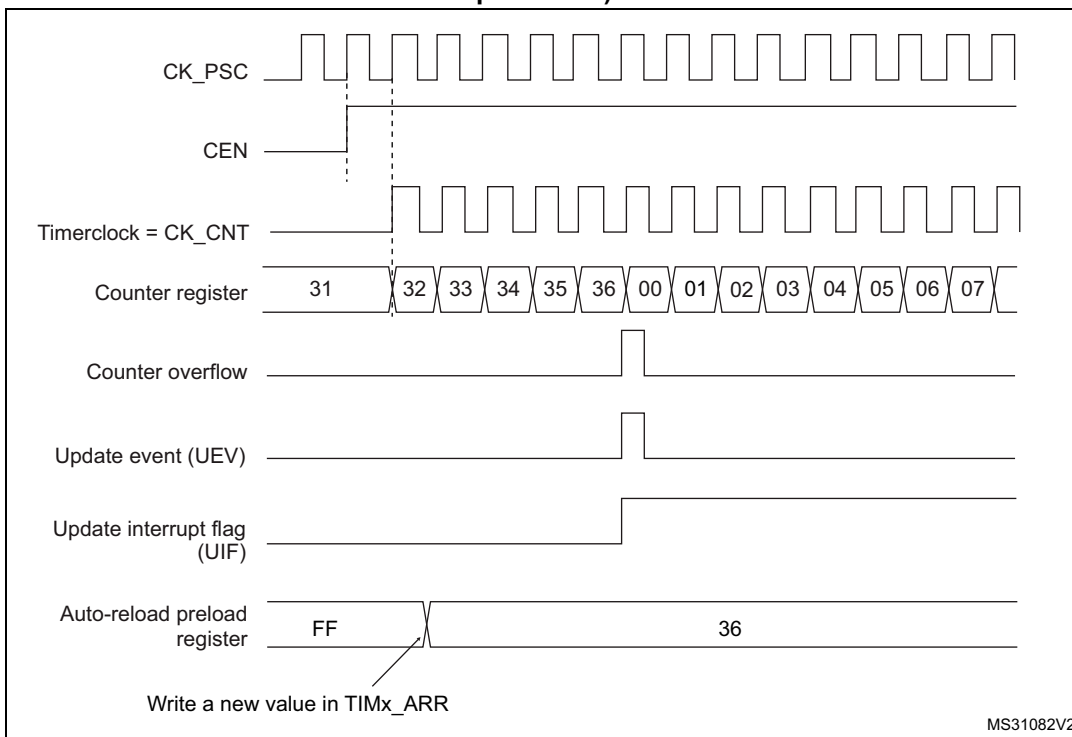 CK_PSC
CEN
Timerclock = CK_CNT
Counter register 31 32 33 34 35 36 00 01 02 03 04 05 06 07
Counter overflow
Update event (UEV)
Update interrupt flag
(UIF)
Auto-reload preload
register
FF 36
Write a new value in TIMx_ARR
MS31082V2